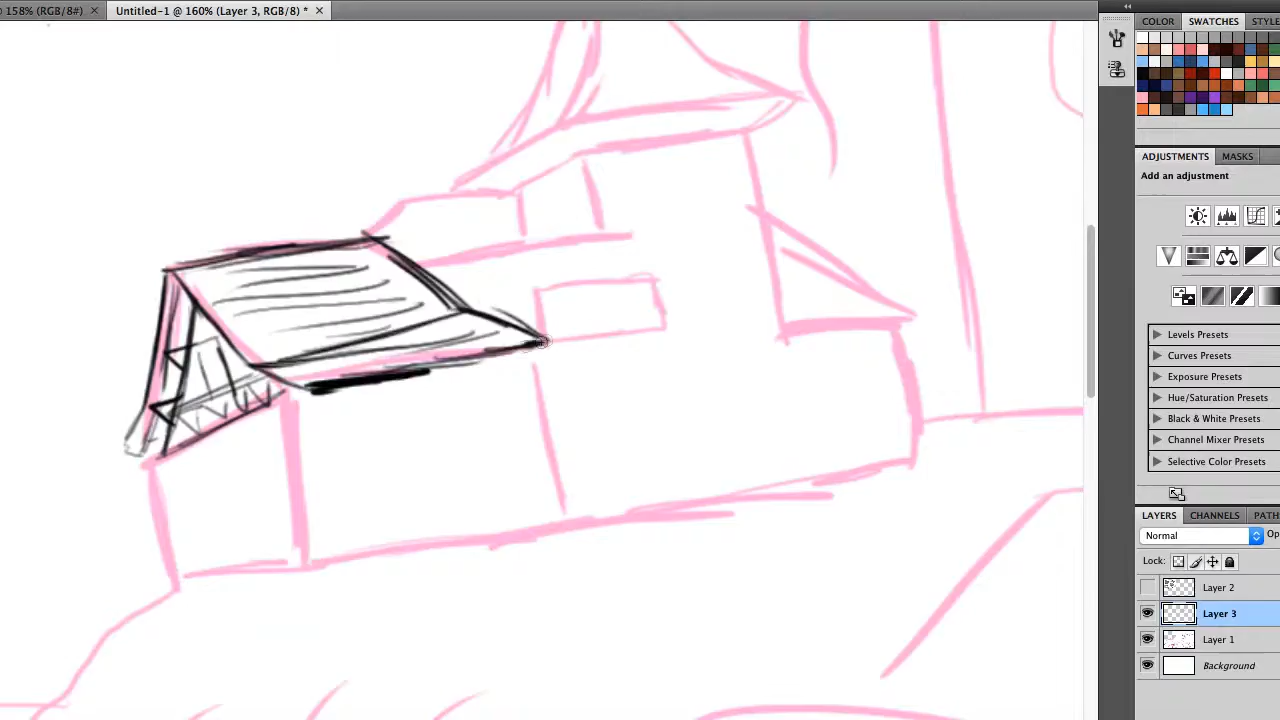 @ 158% (RGB/8#) ×
Untitled-1 @ 160% (Layer 3, RGB/8) * ×
COLOR SWATCHES STYLE
ADJUSTMENTS MASKS
Add an adjustment
Levels Presets
Curves Presets
Exposure Presets
Hue/Saturation Presets
Black & White Presets
Channel Mixer Presets
Selective Color Presets
LAYERS CHANNELS PATH
Normal Op
Lock:
Layer 2
Layer 3
Layer 1
Background